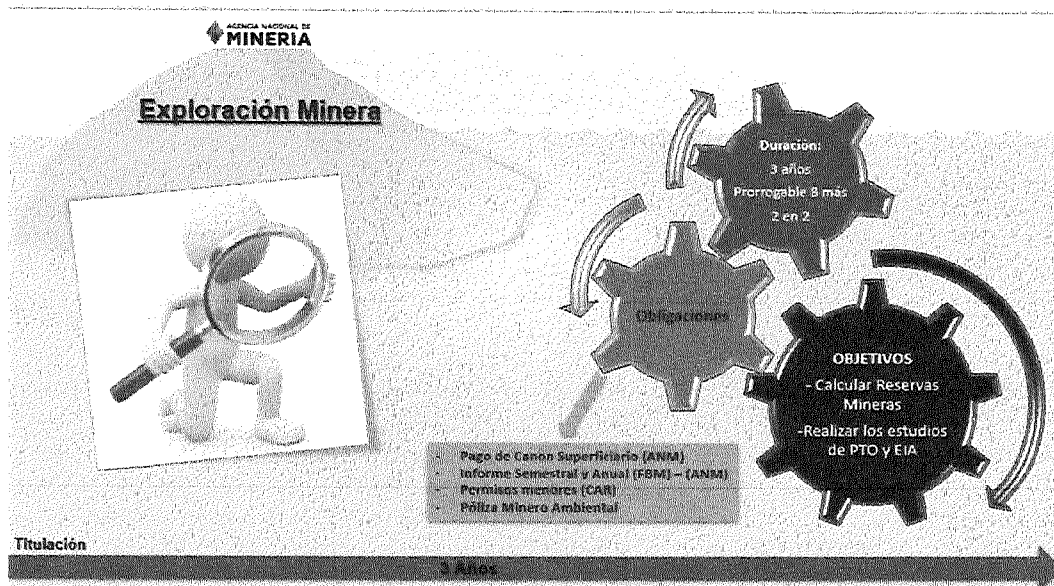 AGENCIA NACIONAL DE
MINERÍA
Exploración Minera
Duración:
3 años
Prorrogable 8 más
2 en 2
Obligaciones
OBJETIVOS
- Calcular Reservas
Mineras
-Realizar los estudios
de PTO y EIA
- Pago de Canon Superficiario (ANM)
- Informe Semestral y Anual (FBM) – (ANM)
- Permisos menores (CAR)
- Póliza Minero Ambiental
Titulación
3 Años